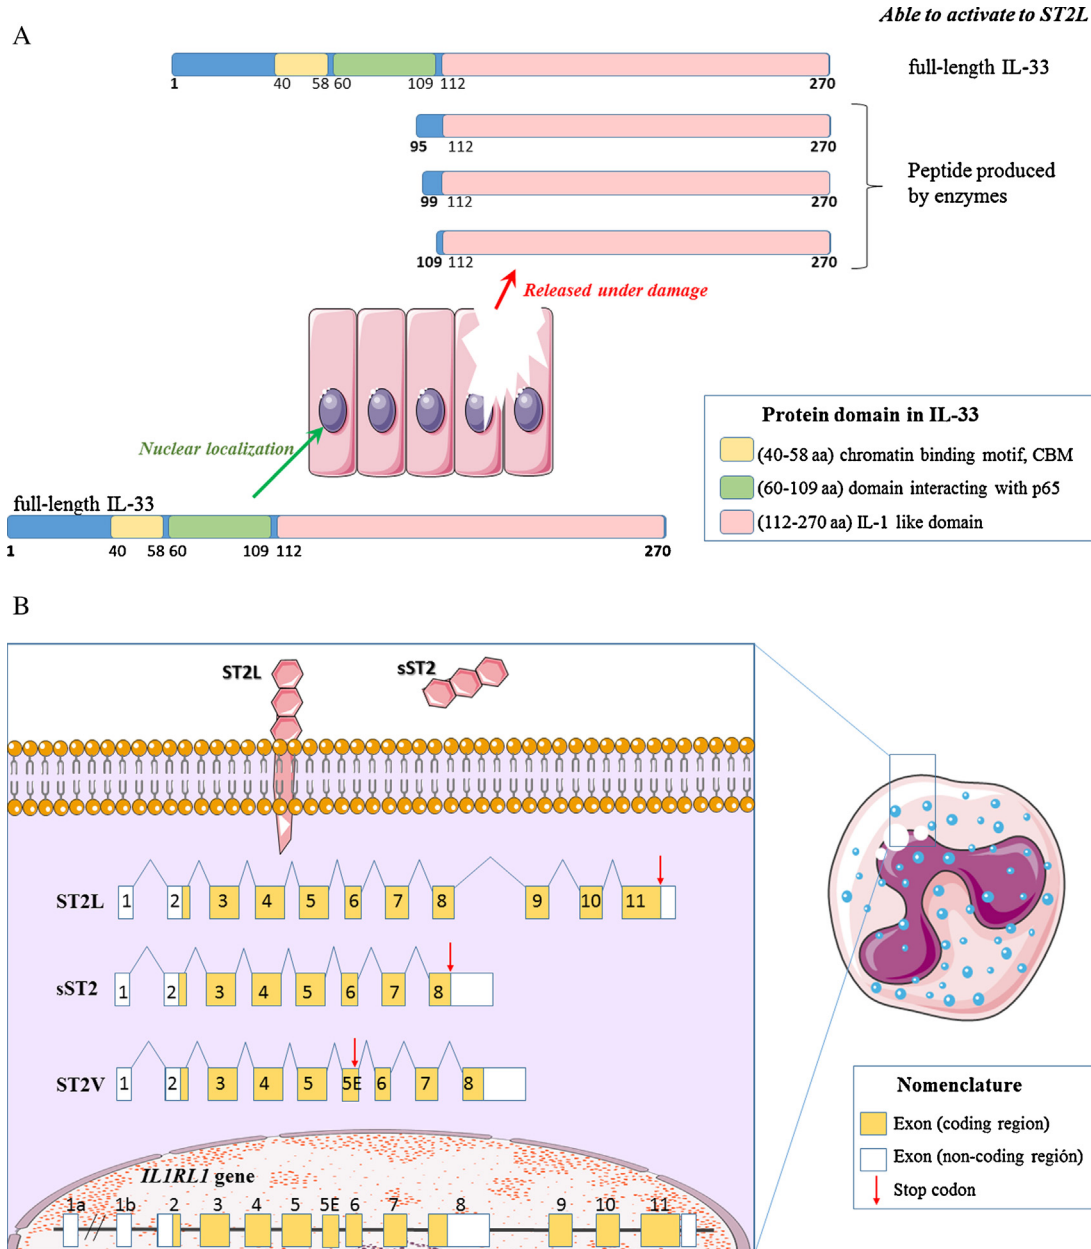 Able to activate to ST2L
A
full-length IL-33
1 40 58 60 109 112 270
95 112 270
Peptide produced
by enzymes
99 112 270
109 112 270
Released under damage
Nuclear localization
Protein domain in IL-33
(40-58 aa) chromatin binding motif, CBM
(60-109 aa) domain interacting with p65
(112-270 aa) IL-1 like domain
full-length IL-33
1 40 58 60 109 112 270
B
ST2L sST2
ST2L 1 2 3 4 5 6 7 8 9 10 11
sST2 1 2 3 4 5 6 7 8
ST2V 1 2 3 4 5 5E 6 7 8
Nomenclature
Exon (coding region)
Exon (non-coding región)
Stop codon
IL1RL1 gene
1a 1b 2 3 4 5 5E 6 7 8 9 10 11